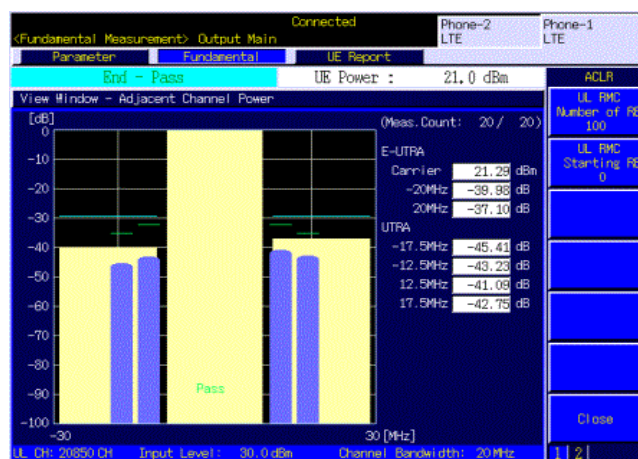 Connected
Phone-2 LTE
Phone-1 LTE
<Fundamental Measurement> Output Main
Parameter
Fundamental
UE Report
End - Pass
UE Power : 21.0 dBm
ACLR
View Window - Adjacent Channel Power
UL RMC
Number of RB
100
UL RMC
Starting RB
0
[dB]
(Meas.Count: 20 / 20)
0
-10
-20
-30
-40
-50
-60
-70
-80
-90
-100
E-UTRA
Carrier 21.29 dBm
-20MHz -39.98 dB
20MHz -37.10 dB
UTRA
-17.5MHz -45.41 dB
-12.5MHz -43.23 dB
12.5MHz -41.09 dB
17.5MHz -42.75 dB
Pass
-30
30 [MHz]
Close
UL CH: 20850 CH Input Level: 30.0 dBm Channel Bandwidth: 20 MHz
1 2